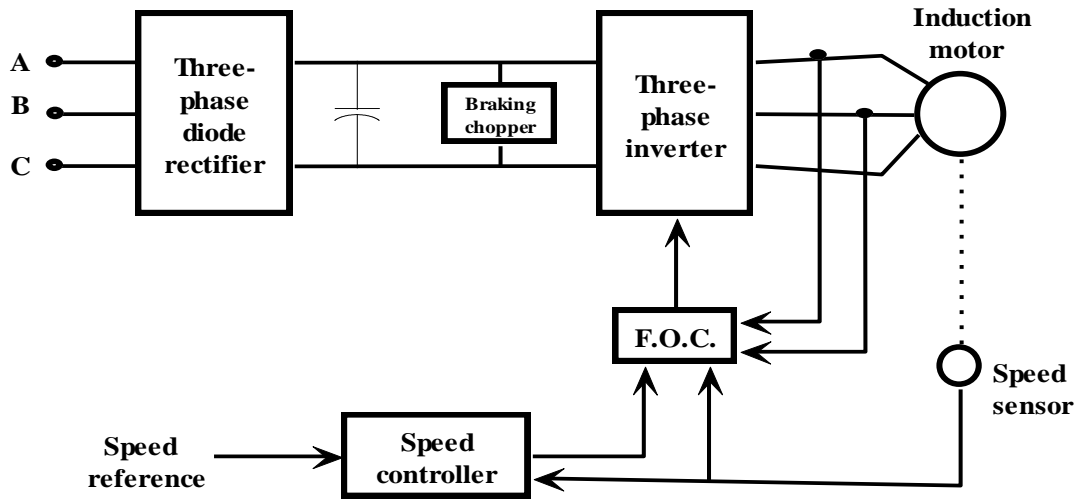 A
B
C
Three-
phase
diode
rectifier
Braking
chopper
Three-
phase
inverter
Induction
motor
F.O.C.
Speed
sensor
Speed
reference
Speed
controller